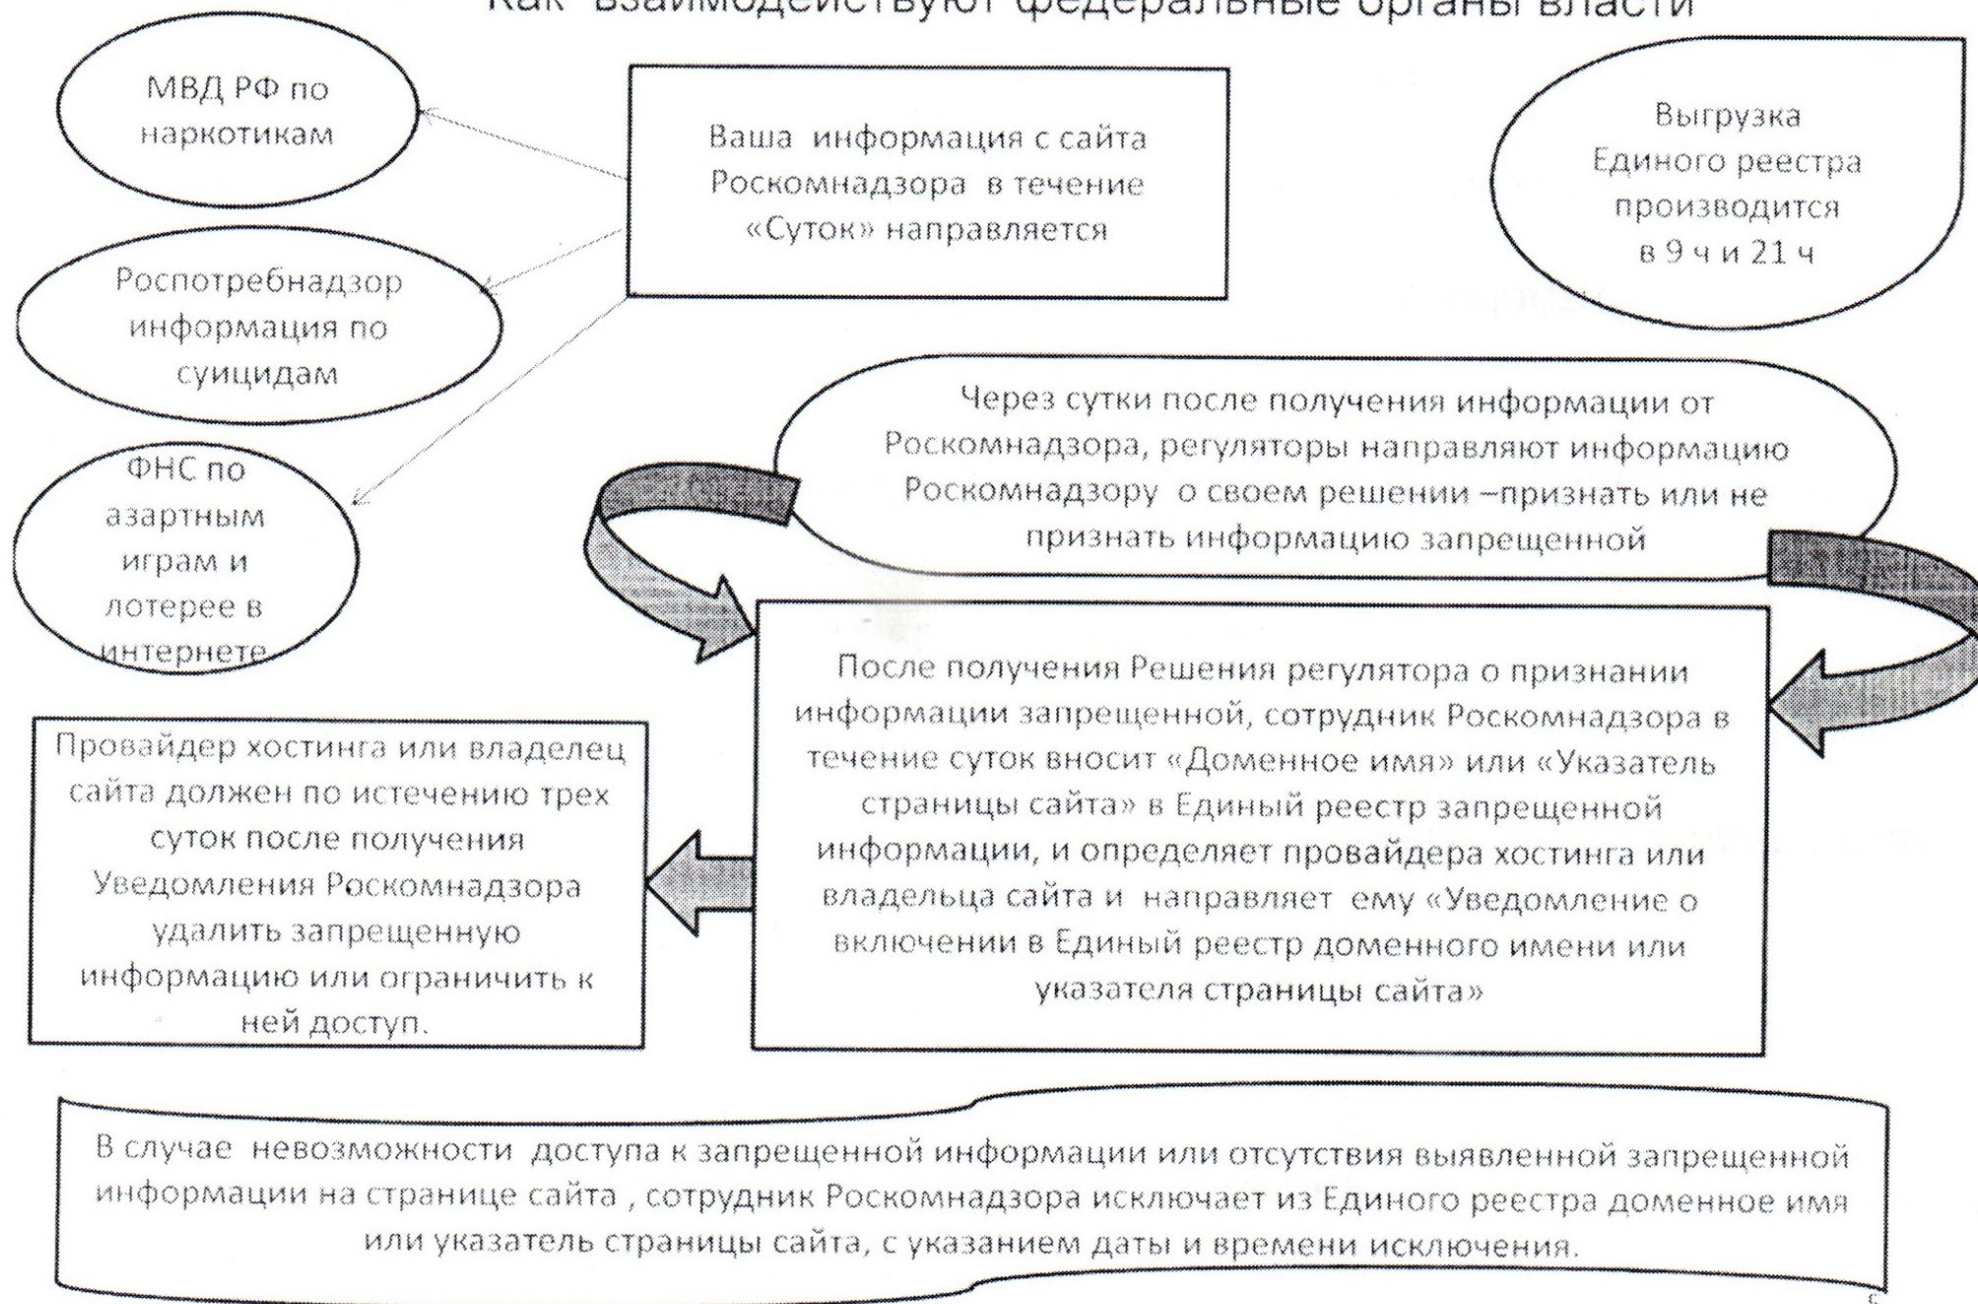 Как взаимодействуют федеральные органы власти
МВД РФ по
наркотикам
Ваша информация с сайта
Роскомнадзора в течение
«Суток» направляется
Выгрузка
Единого реестра
производится
в 9 ч и 21 ч
Роспотребнадзор
информация по
суицидам
ФНС по
азартным
играм и
лотерее в
интернете
Через сутки после получения информации от
Роскомнадзора, регуляторы направляют информацию
Роскомнадзору о своем решении –признать или не
признать информацию запрещенной
После получения Решения регулятора о признании
информации запрещенной, сотрудник Роскомнадзора в
течение суток вносит «Доменное имя» или «Указатель
страницы сайта» в Единый реестр запрещенной
информации, и определяет провайдера хостинга или
владельца сайта и направляет ему «Уведомление о
включении в Единый реестр доменного имени или
указателя страницы сайта»
Провайдер хостинга или владелец
сайта должен по истечению трех
суток после получения
Уведомления Роскомнадзора
удалить запрещенную
информацию или ограничить к
ней доступ.
В случае невозможности доступа к запрещенной информации или отсутствия выявленной запрещенной
информации на странице сайта , сотрудник Роскомнадзора исключает из Единого реестра доменное имя
или указатель страницы сайта, с указанием даты и времени исключения.